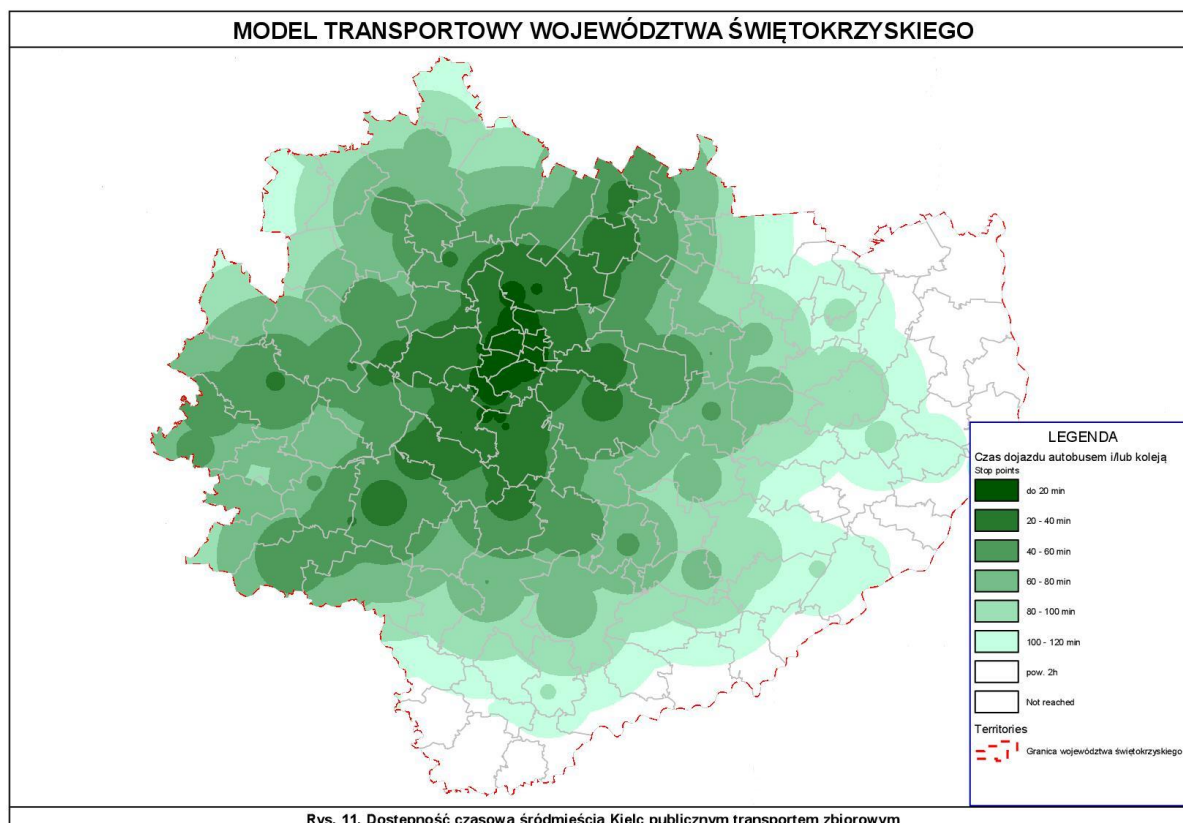 MODEL TRANSPORTOWY WOJEWÓDZTWA ŚWIĘTOKRZYSKIEGO
LEGENDA
Czas dojazdu autobusem i/lub koleją
Stop points
do 20 min
20 - 40 min
40 - 60 min
60 - 80 min
80 - 100 min
100 - 120 min
pow. 2h
Not reached
Territories
Granica województwa świętokrzyskiego
Rys. 11. Dostępność czasowa śródmieścia Kielc publicznym transportem zbiorowym